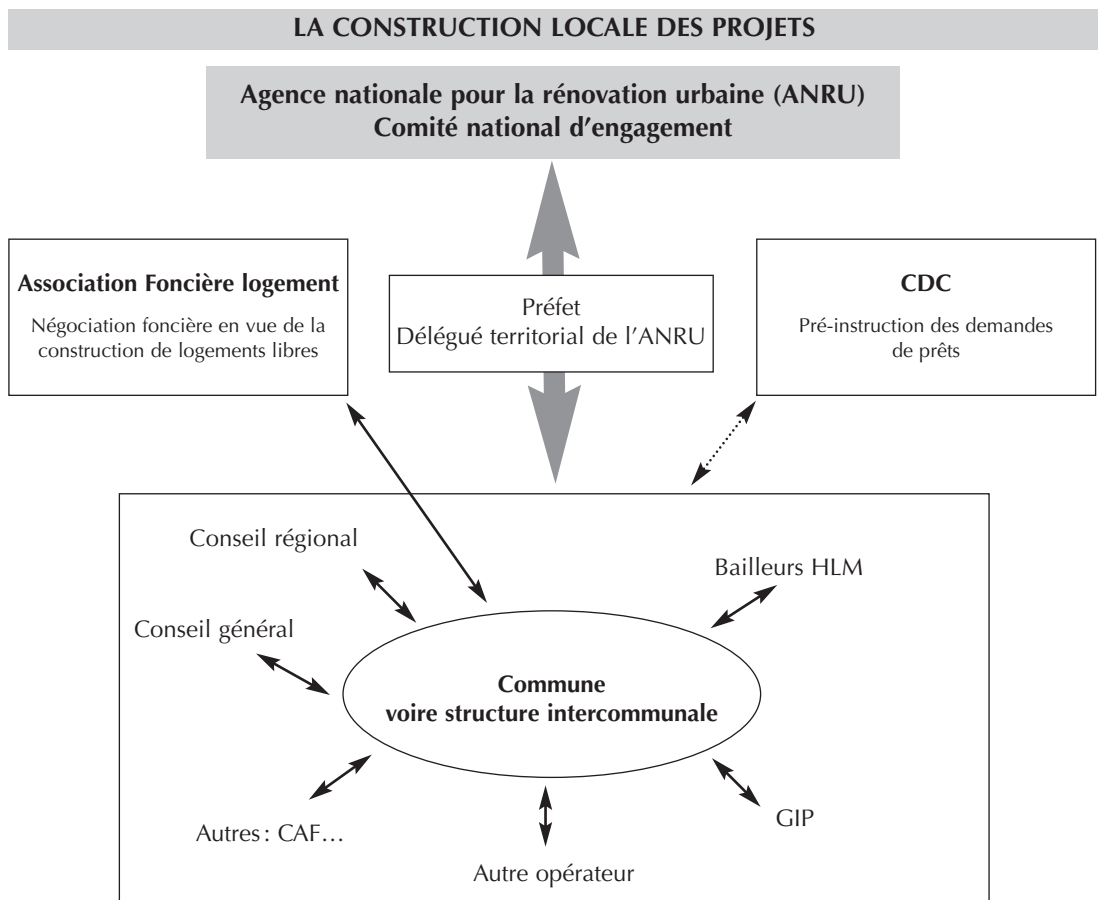 LA CONSTRUCTION LOCALE DES PROJETS
Agence nationale pour la rénovation urbaine (ANRU)
Comité national d'engagement
Association Foncière logement
Négociation foncière en vue de la
construction de logements libres
Préfet
Délégué territorial de l'ANRU
CDC
Pré-instruction des demandes
de prêts
Conseil régional
Bailleurs HLM
Conseil général
Commune
voire structure intercommunale
Autres : CAF…
GIP
Autre opérateur